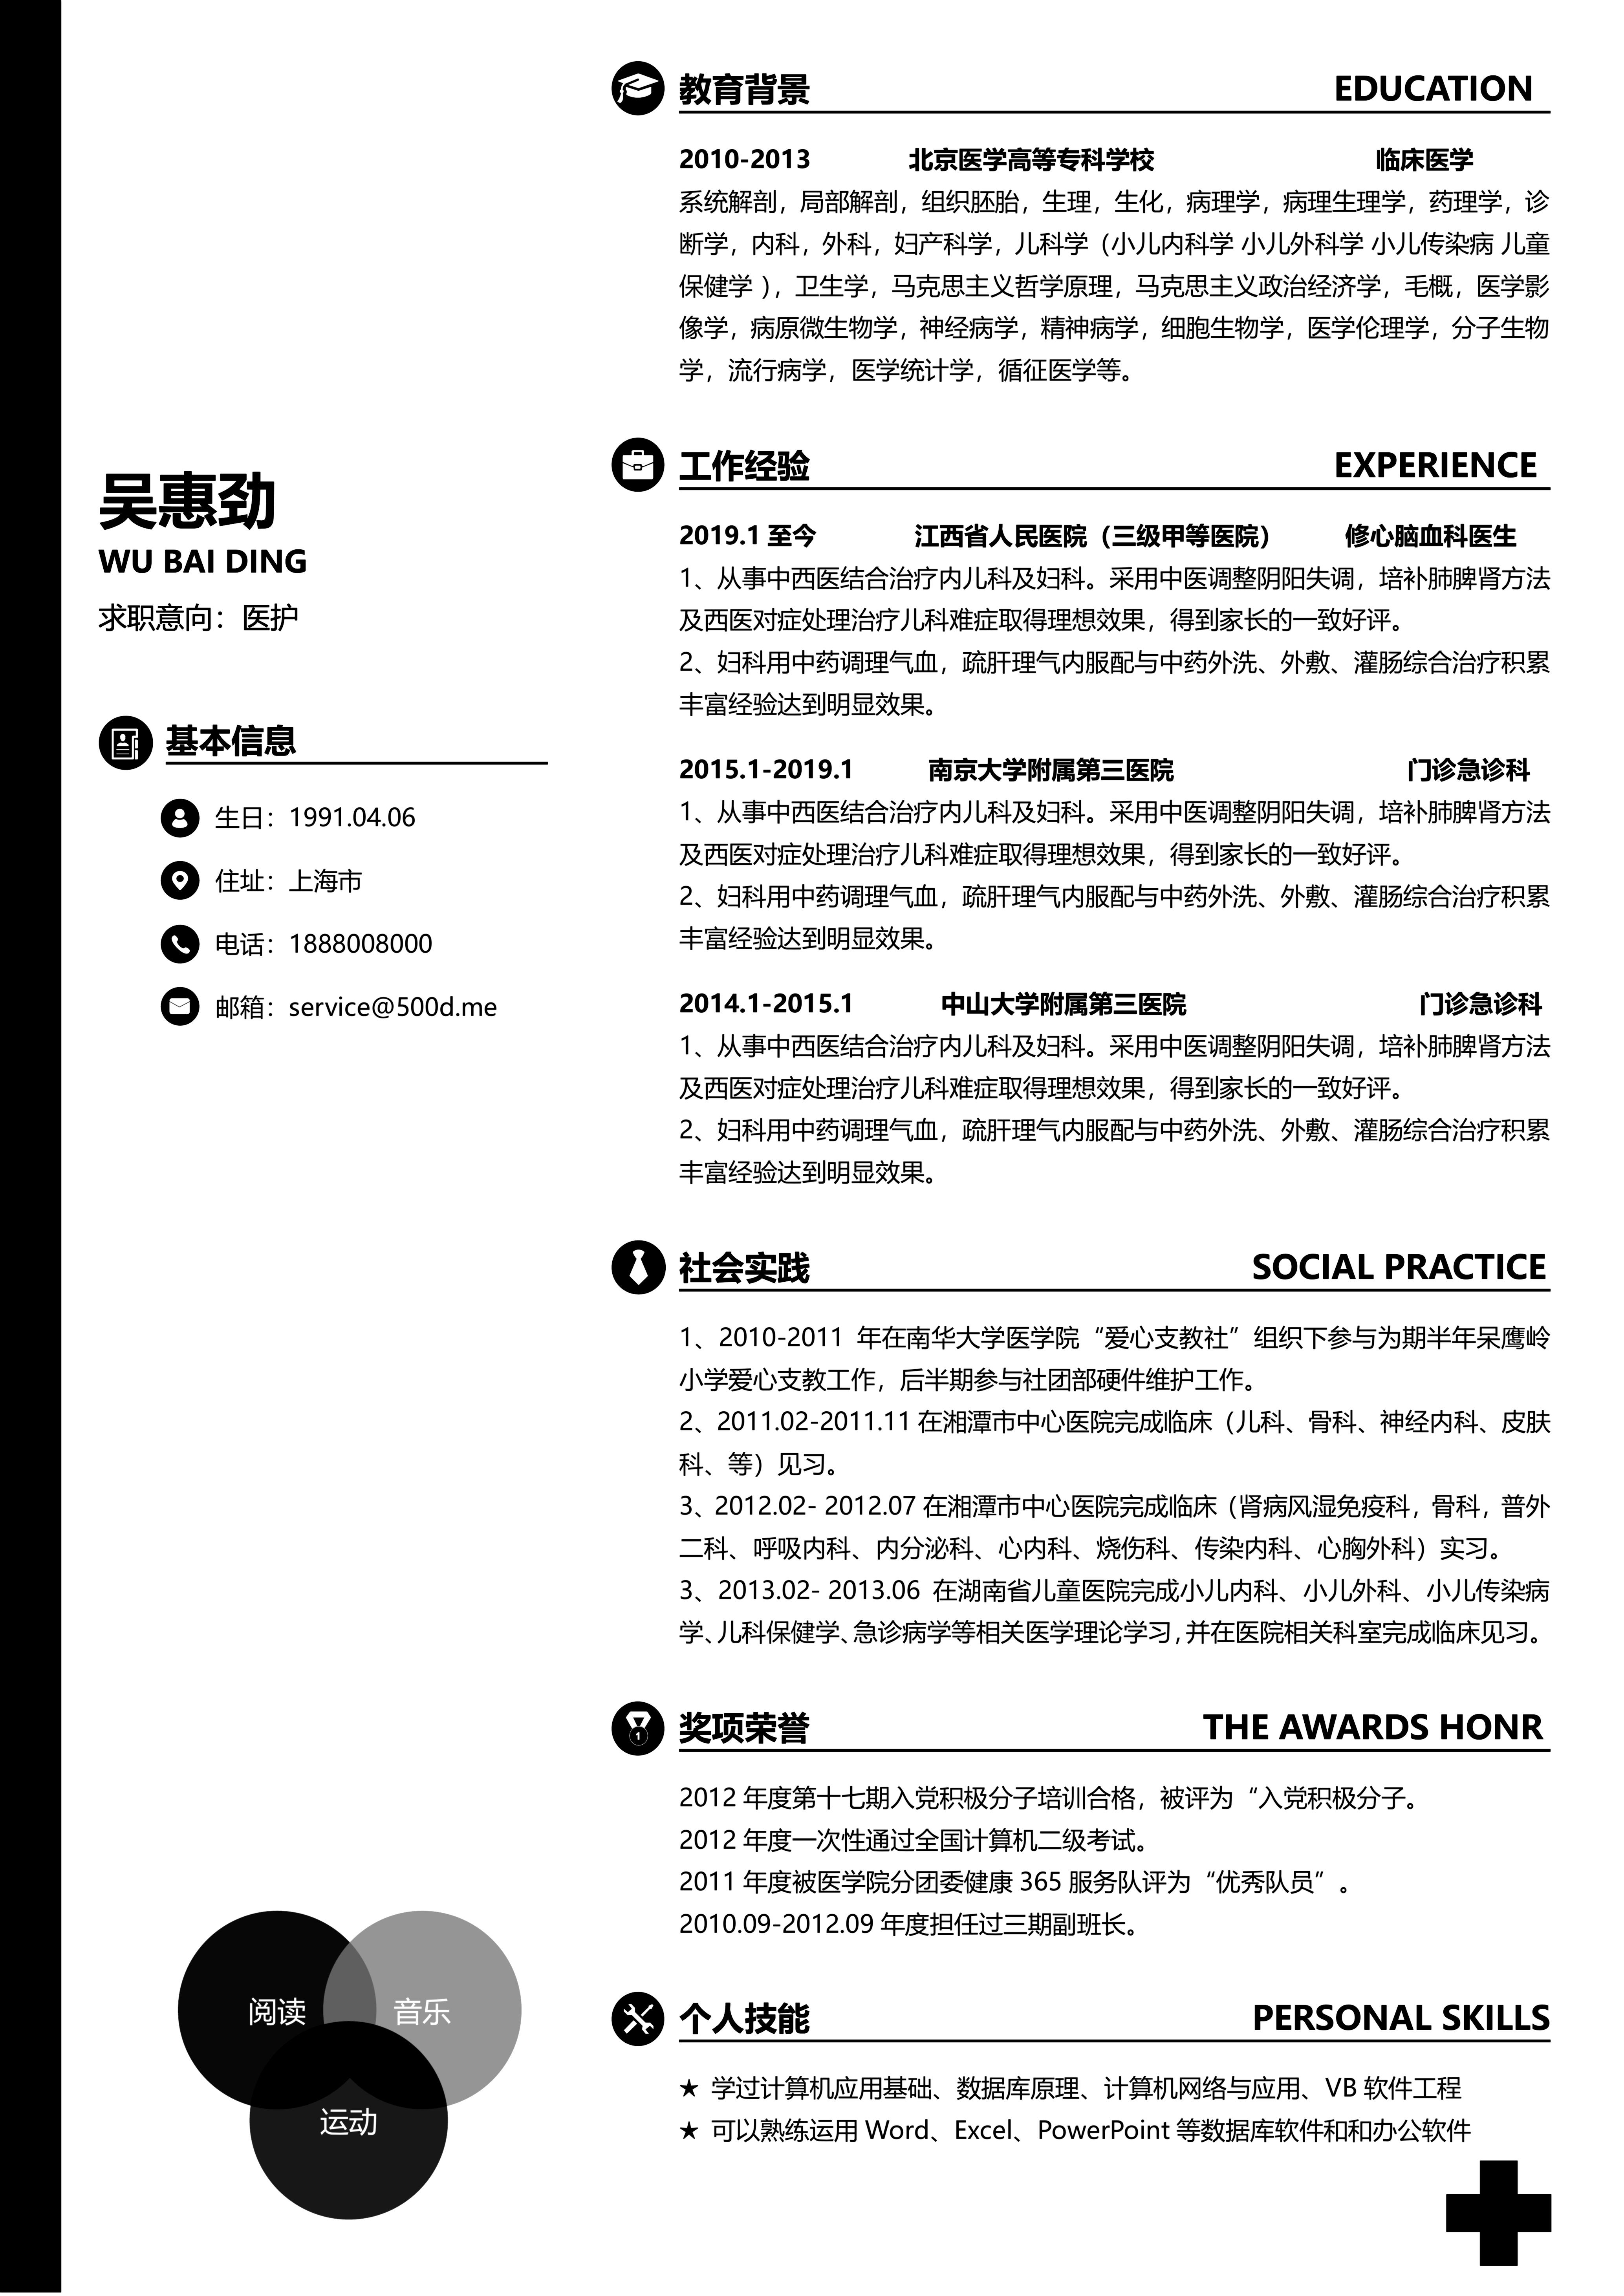 吴惠劲
WU BAI DING
求职意向：医护
基本信息
生日：1991.04.06
住址：上海市
电话：1888008000
邮箱：service@500d.me
阅读
音乐
运动
教育背景 EDUCATION
2010-2013 北京医学高等专科学校 临床医学
系统解剖，局部解剖，组织胚胎，生理，生化，病理学，病理生理学，药理学，诊
断学，内科，外科，妇产科学，儿科学（小儿内科学 小儿外科学 小儿传染病 儿童
保健学 ），卫生学，马克思主义哲学原理，马克思主义政治经济学，毛概，医学影
像学，病原微生物学，神经病学，精神病学，细胞生物学，医学伦理学，分子生物
学，流行病学，医学统计学，循征医学等。
工作经验 EXPERIENCE
2019.1 至今 江西省人民医院（三级甲等医院） 修心脑血科医生
1、从事中西医结合治疗内儿科及妇科。采用中医调整阴阳失调，培补肺脾肾方法
及西医对症处理治疗儿科难症取得理想效果，得到家长的一致好评。
2、妇科用中药调理气血，疏肝理气内服配与中药外洗、外敷、灌肠综合治疗积累
丰富经验达到明显效果。
2015.1-2019.1 南京大学附属第三医院 门诊急诊科
1、从事中西医结合治疗内儿科及妇科。采用中医调整阴阳失调，培补肺脾肾方法
及西医对症处理治疗儿科难症取得理想效果，得到家长的一致好评。
2、妇科用中药调理气血，疏肝理气内服配与中药外洗、外敷、灌肠综合治疗积累
丰富经验达到明显效果。
2014.1-2015.1 中山大学附属第三医院 门诊急诊科
1、从事中西医结合治疗内儿科及妇科。采用中医调整阴阳失调，培补肺脾肾方法
及西医对症处理治疗儿科难症取得理想效果，得到家长的一致好评。
2、妇科用中药调理气血，疏肝理气内服配与中药外洗、外敷、灌肠综合治疗积累
丰富经验达到明显效果。
社会实践 SOCIAL PRACTICE
1、2010-2011 年在南华大学医学院“爱心支教社”组织下参与为期半年呆鹰岭
小学爱心支教工作，后半期参与社团部硬件维护工作。
2、2011.02-2011.11 在湘潭市中心医院完成临床（儿科、骨科、神经内科、皮肤
科、等）见习。
3、2012.02- 2012.07 在湘潭市中心医院完成临床（肾病风湿免疫科，骨科，普外
二科、呼吸内科、内分泌科、心内科、烧伤科、传染内科、心胸外科）实习。
3、2013.02- 2013.06 在湖南省儿童医院完成小儿内科、小儿外科、小儿传染病
学、儿科保健学、急诊病学等相关医学理论学习，并在医院相关科室完成临床见习。
1
奖项荣誉 THE AWARDS HONR
2012 年度第十七期入党积极分子培训合格，被评为“入党积极分子。
2012 年度一次性通过全国计算机二级考试。
2011 年度被医学院分团委健康 365 服务队评为“优秀队员”。
2010.09-2012.09 年度担任过三期副班长。
个人技能 PERSONAL SKILLS
★ 学过计算机应用基础、数据库原理、计算机网络与应用、VB 软件工程
★ 可以熟练运用 Word、Excel、PowerPoint 等数据库软件和和办公软件